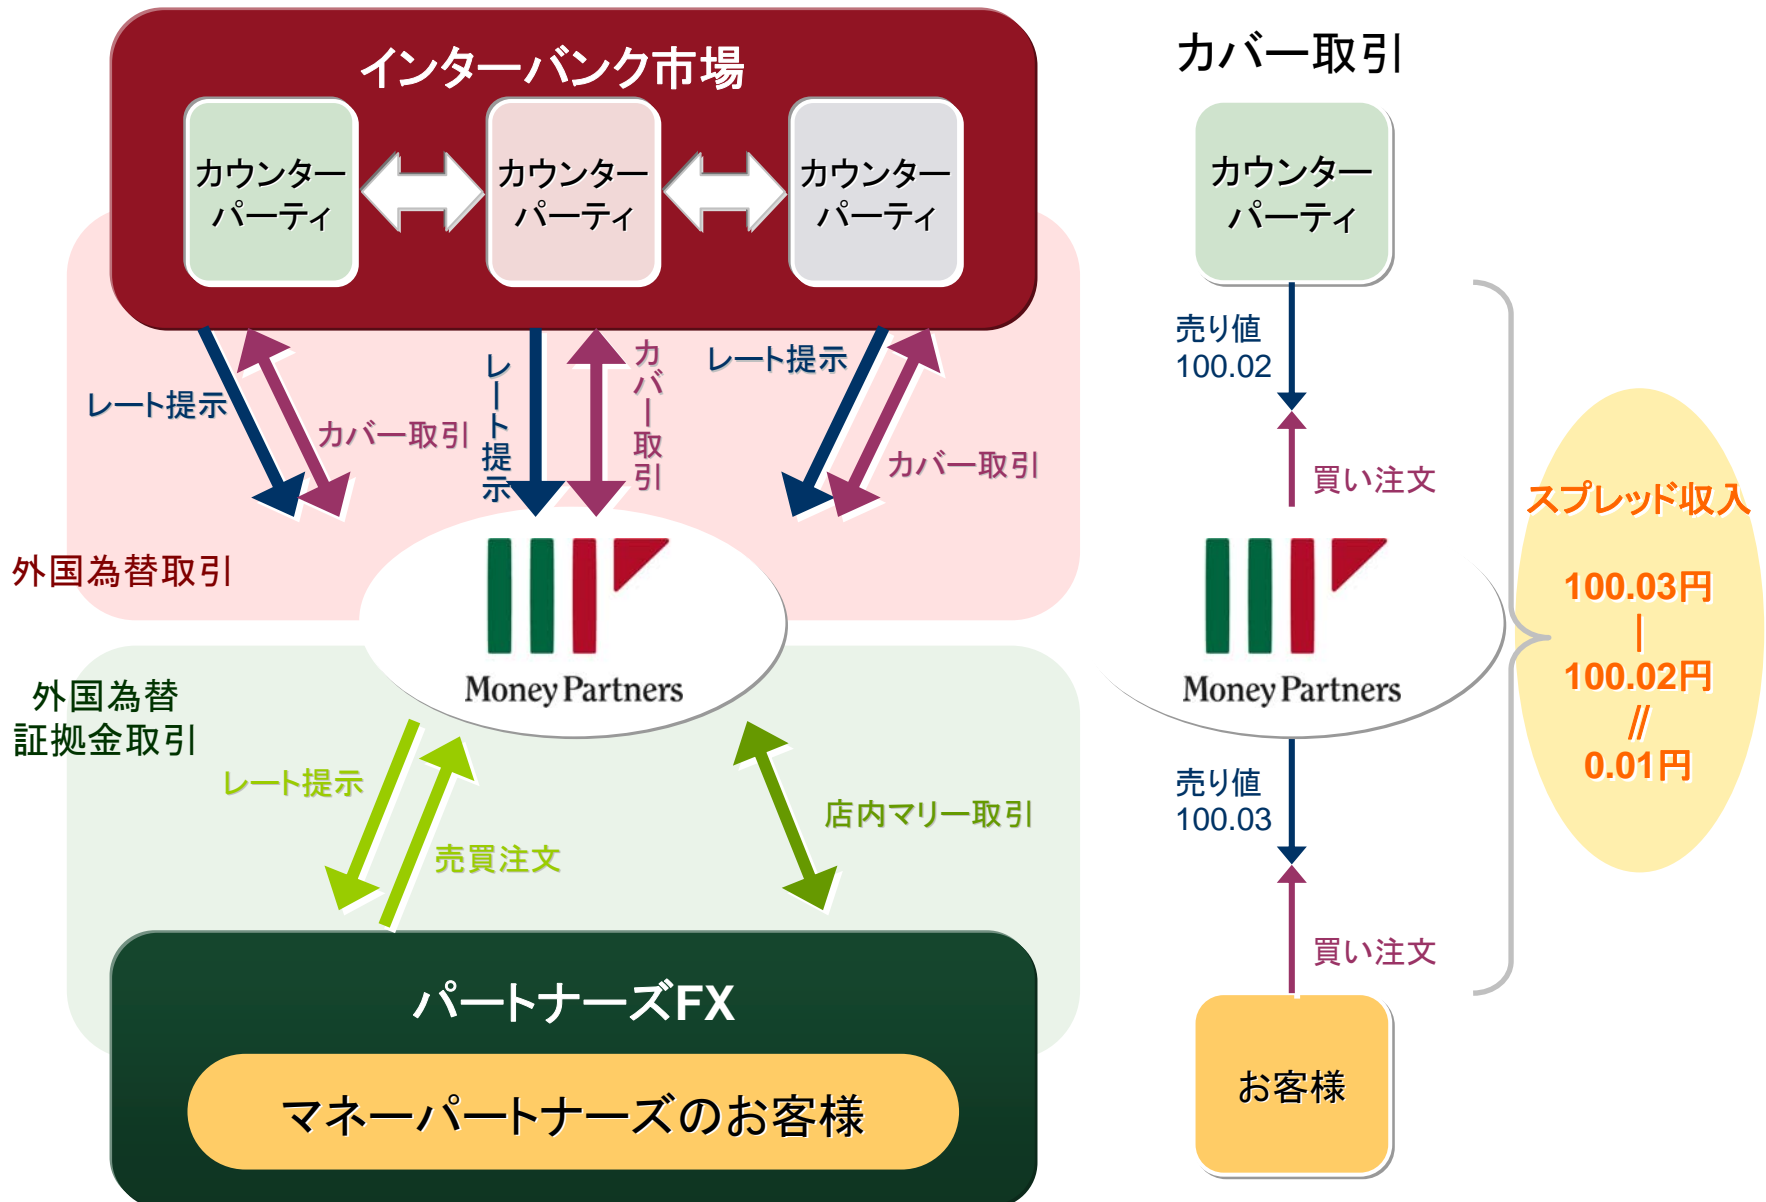 インターバンク市場
カウンター
パーティ
カウンター
パーティ
カウンター
パーティ
レート提示
カバー取引
レート提示
カバー取引
レート提示
カバー取引
外国為替取引
Money Partners
外国為替
証拠金取引
レート提示
売買注文
店内マリー取引
パートナーズFX
マネーパートナーズのお客様
カバー取引
カウンター
パーティ
売り値
100.02
買い注文
Money Partners
売り値
100.03
買い注文
お客様
スプレッド収入
100.03円
|
100.02円
//
0.01円